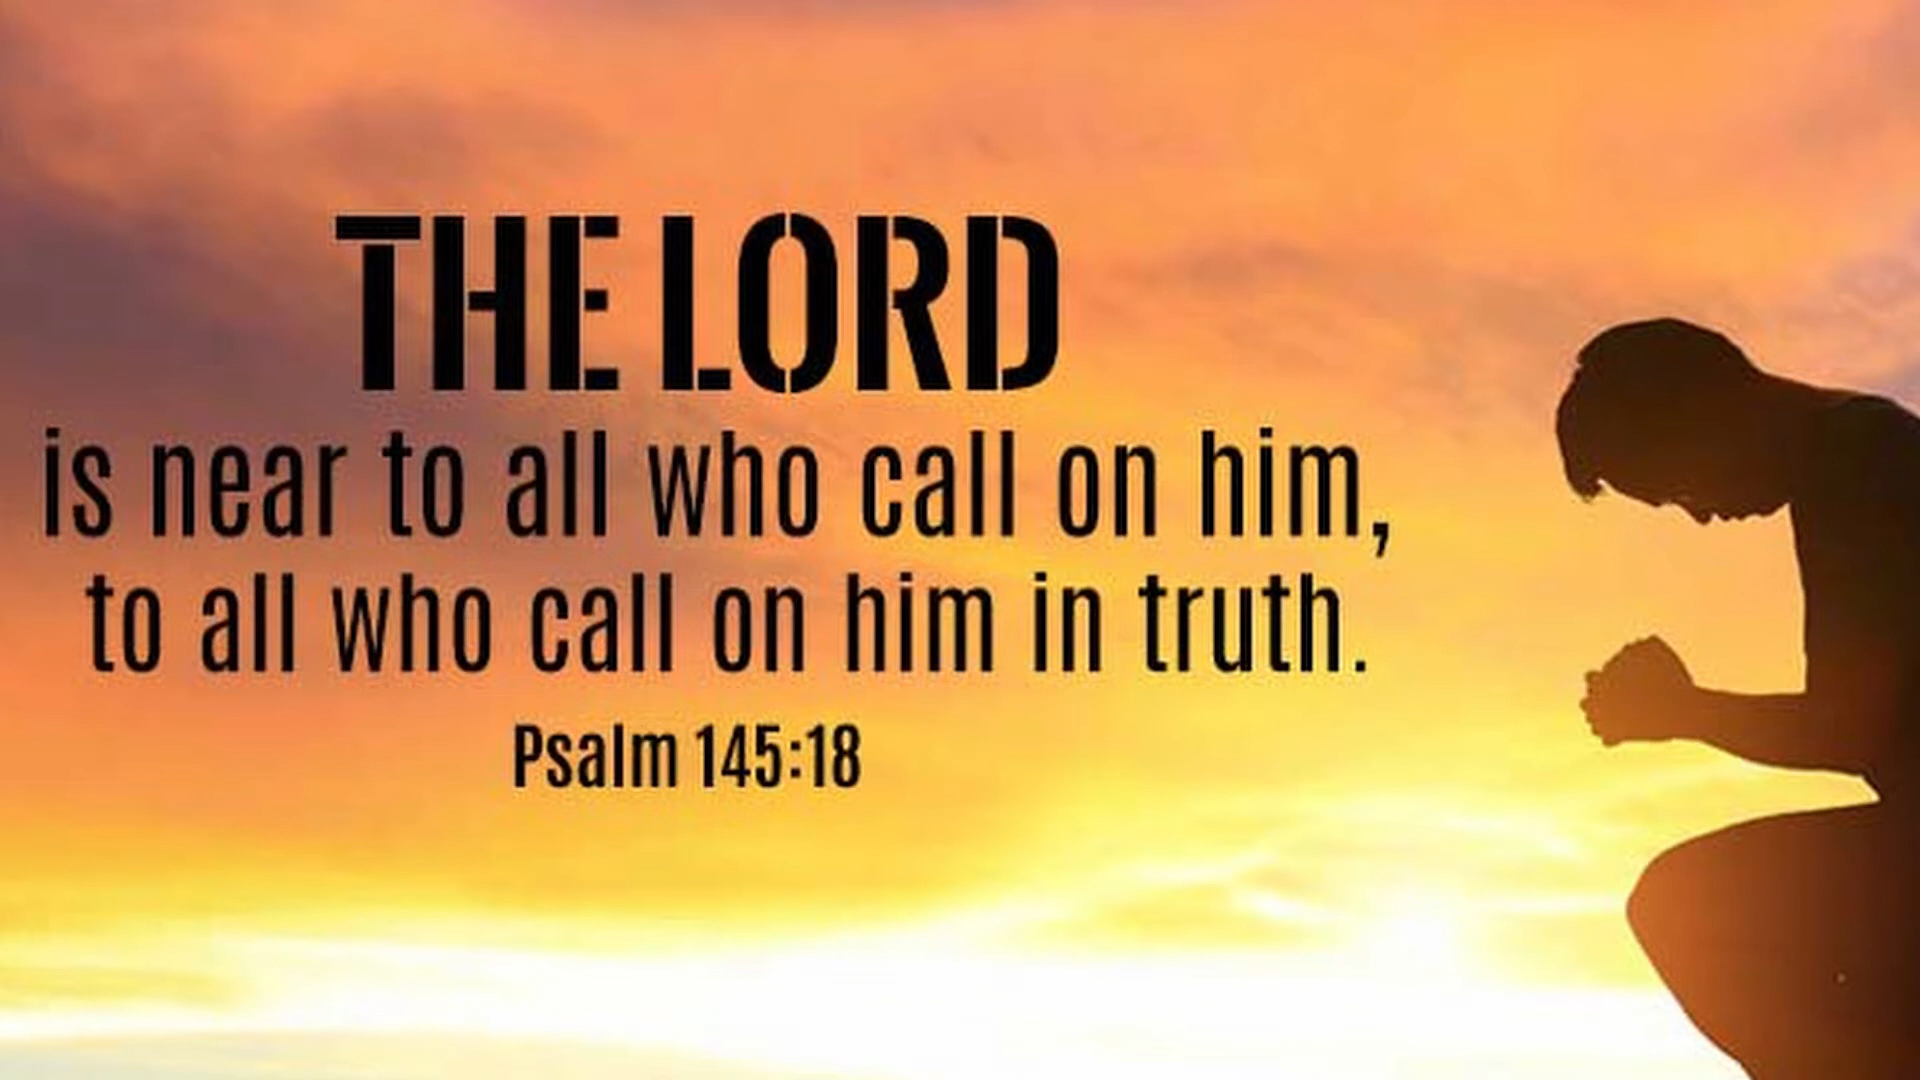 THE LORD
is near to all who call on him,
to all who call on him in truth.
Psalm 145:18